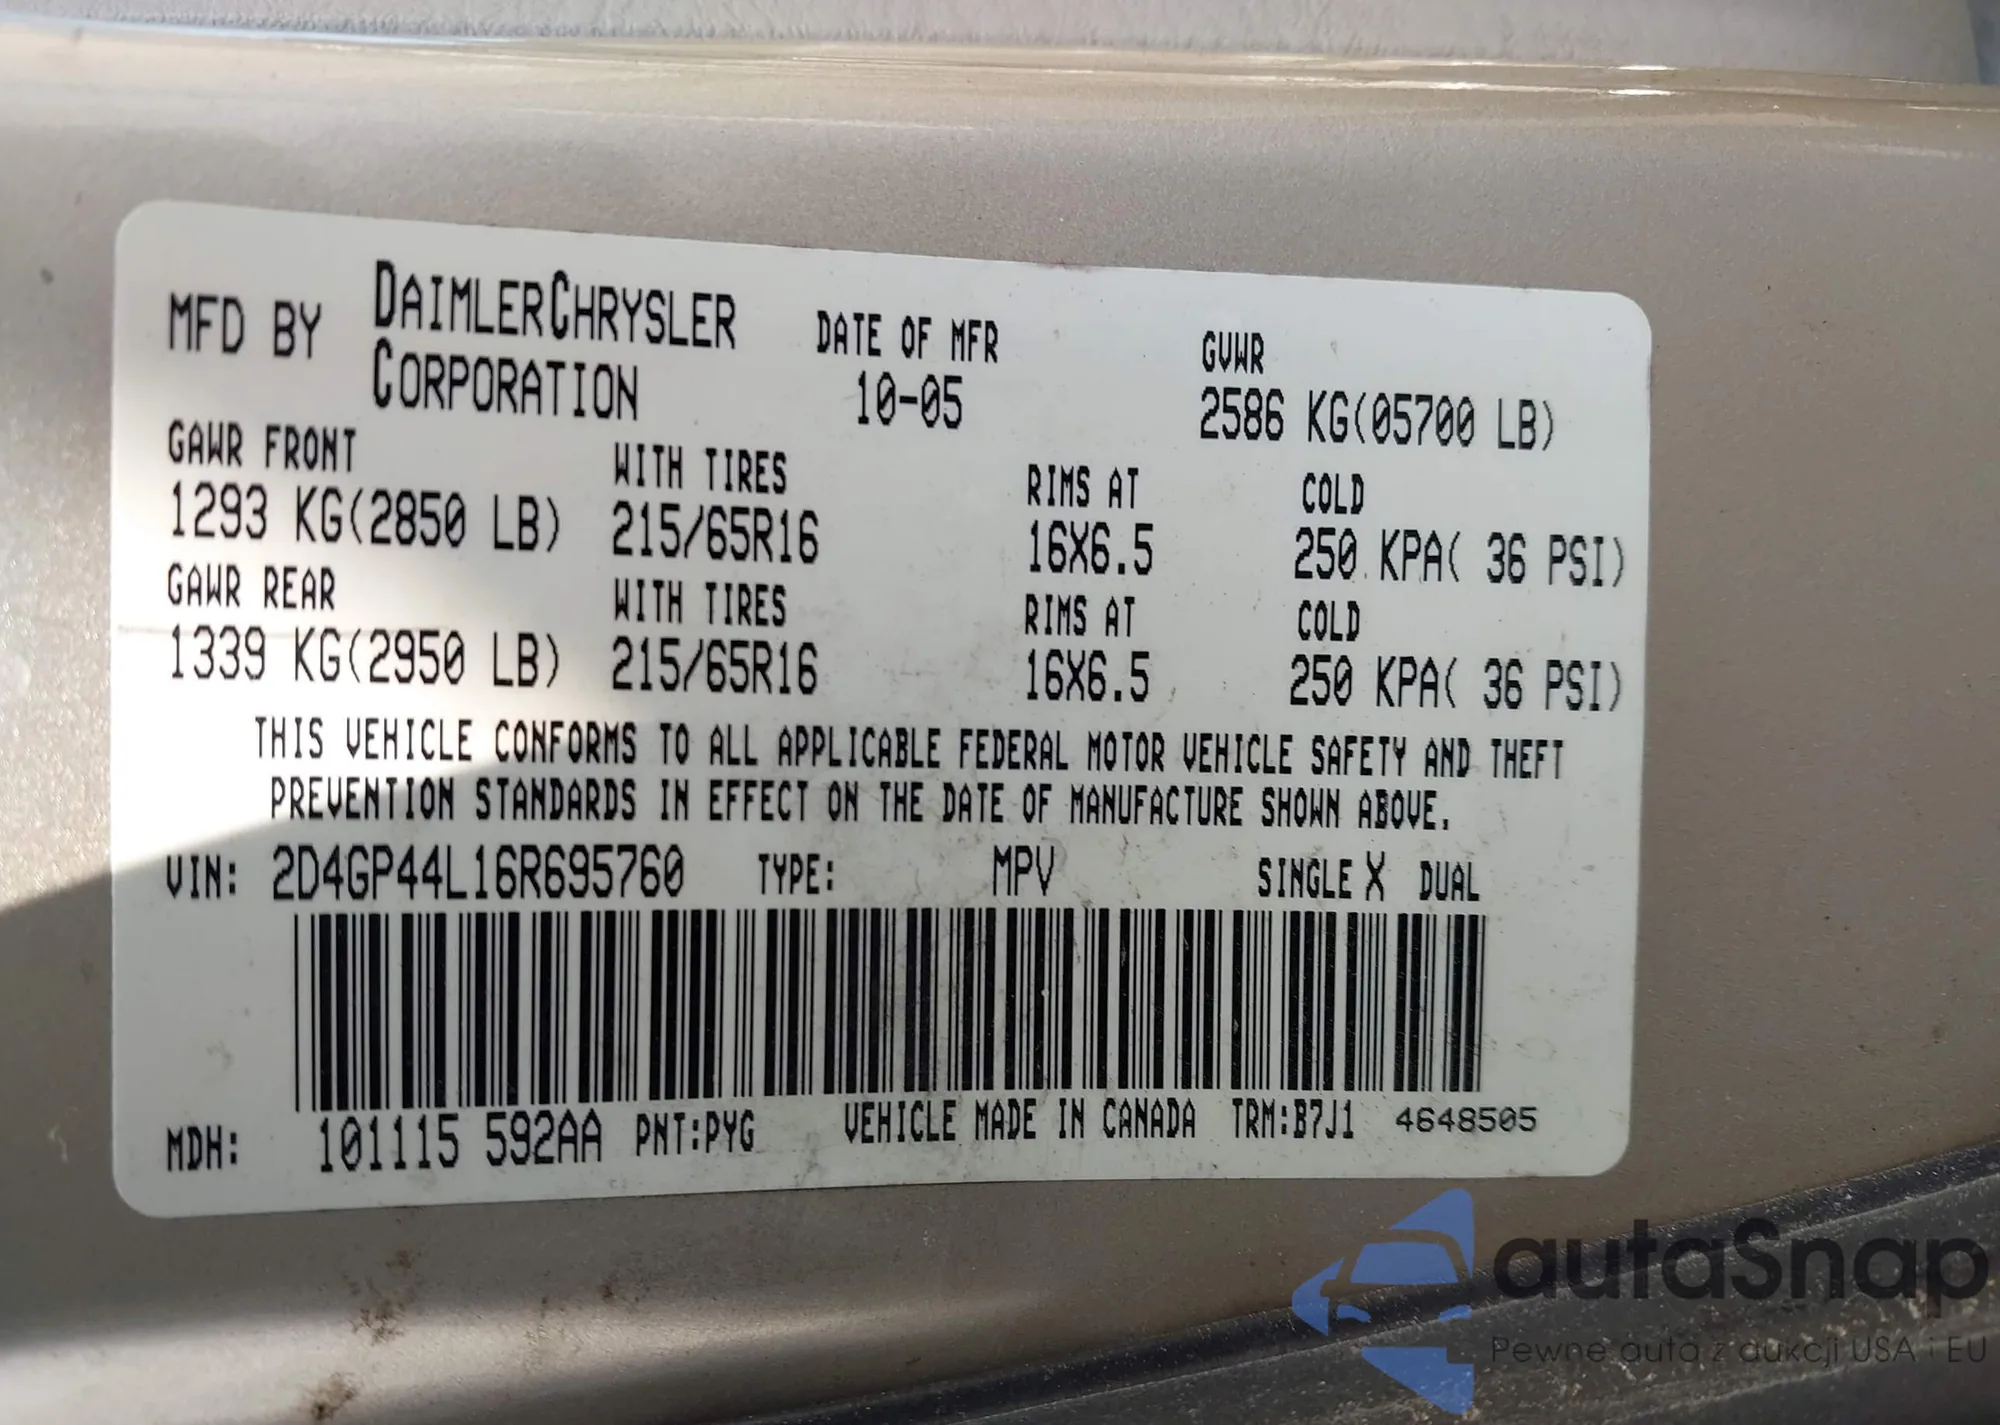 MFD BY DAIMLERCHRYSLER CORPORATION DATE OF MFR 10-05 GVWR 2586 KG(05700 LB)
GAWR FRONT WITH TIRES RIMS AT COLD
1293 KG(2850 LB) 215/65R16 16X6.5 250 KPA( 36 PSI)
GAWR REAR WITH TIRES RIMS AT COLD
1339 KG(2950 LB) 215/65R16 16X6.5 250 KPA( 36 PSI)
THIS VEHICLE CONFORMS TO ALL APPLICABLE FEDERAL MOTOR VEHICLE SAFETY AND THEFT
PREVENTION STANDARDS IN EFFECT ON THE DATE OF MANUFACTURE SHOWN ABOVE.
VIN: 2D4GP44L16R695760 TYPE: MPV SINGLE X DUAL
MDH: 101115 592AA PNT:PYG VEHICLE MADE IN CANADA TRM:B7J1 4648505
autaSnap
Pewne auta z aukcji USA i EU